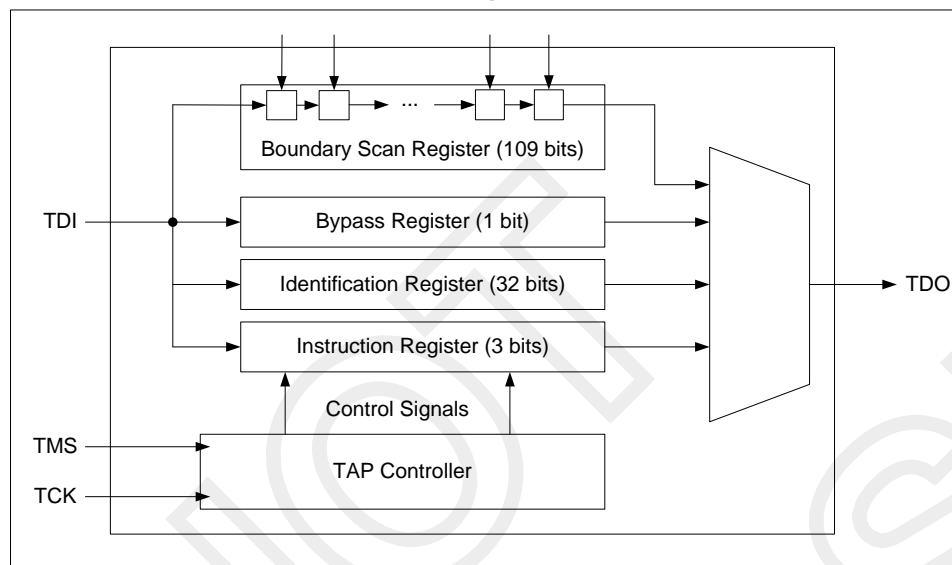 ...
Boundary Scan Register (109 bits)
TDI
Bypass Register (1 bit)
Identification Register (32 bits)
TDO
Instruction Register (3 bits)
Control Signals
TMS
TAP Controller
TCK